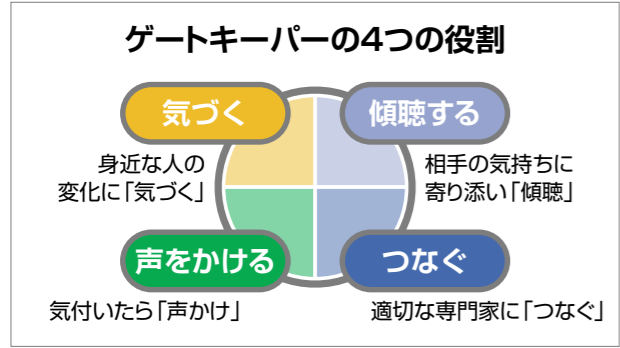 ゲートキーパーの4つの役割
気づく
身近な人の
変化に「気づく」
傾聴する
相手の気持ちに
寄り添い「傾聴」
声をかける
気付いたら「声かけ」
つなぐ
適切な専門家に「つなぐ」